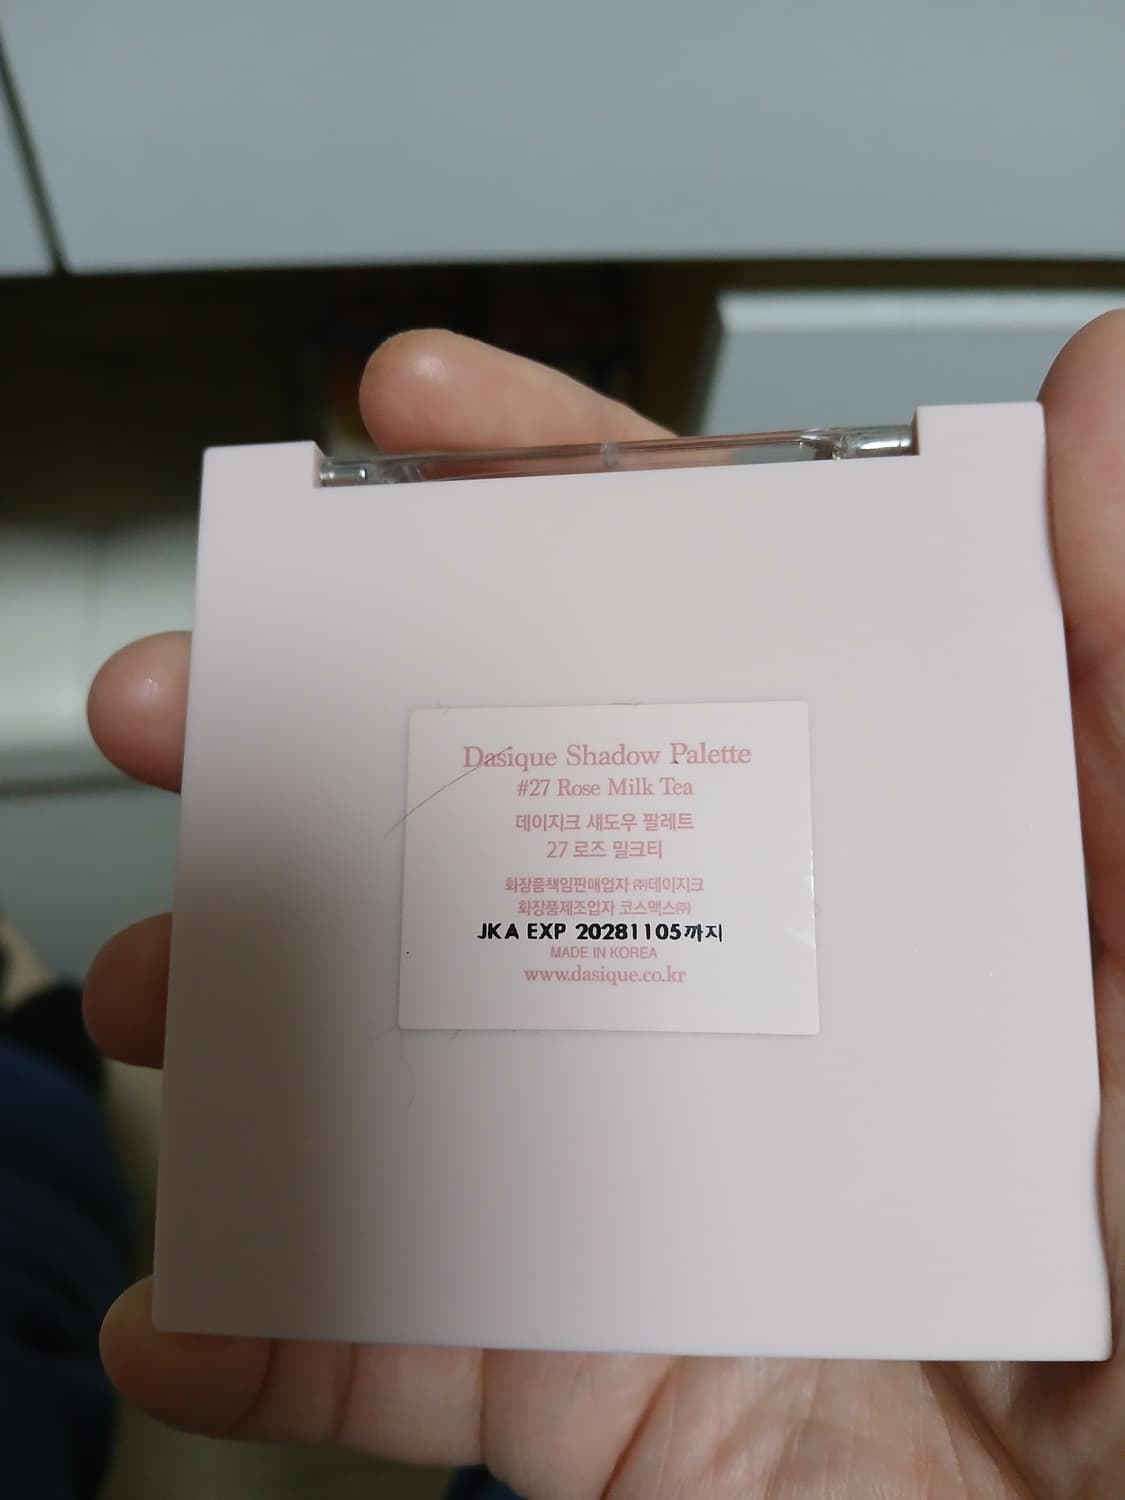 Dasique Shadow Palette
#27 Rose Milk Tea
데이지크 섀도우 팔레트
27 로즈 밀크티
화장품책임판매업자 ㈜데이지크
화장품제조업자 코스맥스㈜
JKA EXP 20281105까지
MADE IN KOREA
www.dasique.co.kr